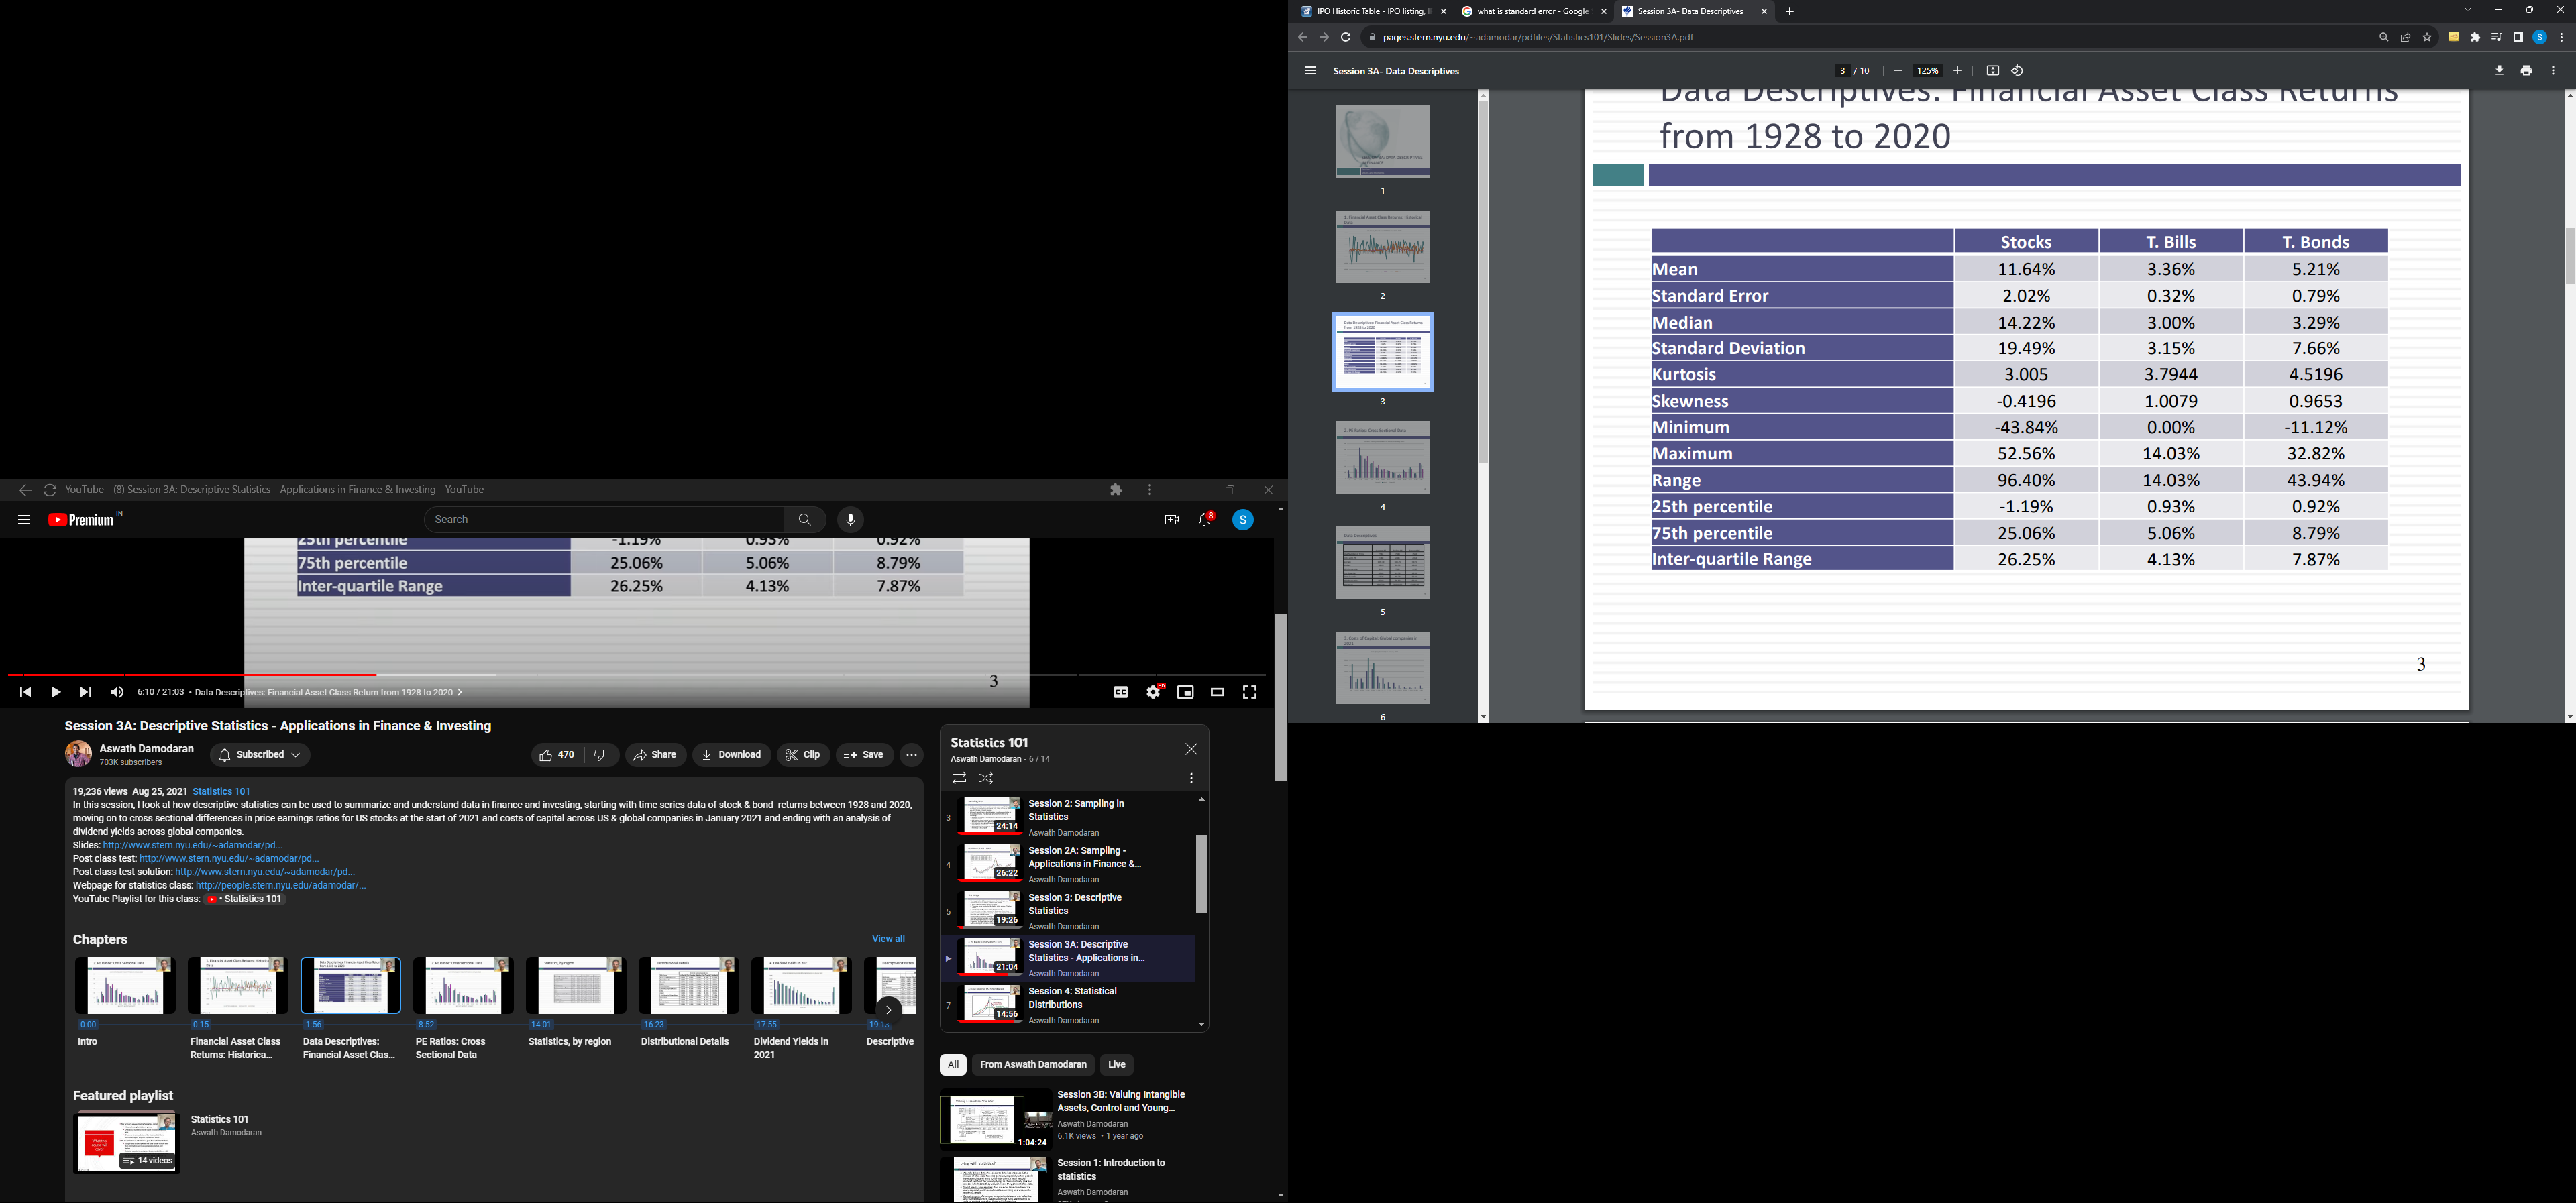 YouTube - (8) Session 3A: Descriptive Statistics - Applications in Finance & Investing - YouTube
Premium IN
Search
8
S
25th percentile -1.19% 0.93% 0.92%
75th percentile 25.06% 5.06% 8.79%
Inter-quartile Range 26.25% 4.13% 7.87%
3
6:10 / 21:03 • Data Descriptives: Financial Asset Class Return from 1928 to 2020
CC
HD
Session 3A: Descriptive Statistics - Applications in Finance & Investing
Aswath Damodaran
703K subscribers
Subscribed
470
Share
Download
Clip
Save
19,236 views Aug 25, 2021 Statistics 101
In this session, I look at how descriptive statistics can be used to summarize and understand data in finance and investing, starting with time series data of stock & bond returns between 1928 and 2020,
moving on to cross sectional differences in price earnings ratios for US stocks at the start of 2021 and costs of capital across US & global companies in January 2021 and ending with an analysis of
dividend yields across global companies.
Slides: http://www.stern.nyu.edu/~adamodar/pd...
Post class test: http://www.stern.nyu.edu/~adamodar/pd...
Post class test solution: http://www.stern.nyu.edu/~adamodar/pd...
Webpage for statistics class: http://people.stern.nyu.edu/adamodar/...
YouTube Playlist for this class: • Statistics 101
Chapters
View all
0:00
Intro
0:15
Financial Asset Class
Returns: Historica...
1:56
Data Descriptives:
Financial Asset Clas...
8:52
PE Ratios: Cross
Sectional Data
14:01
Statistics, by region
16:23
Distributional Details
17:55
Dividend Yields in
2021
19:13
Descriptive
Featured playlist
14 videos
Statistics 101
Aswath Damodaran
Statistics 101
Aswath Damodaran - 6 / 14
3
24:14
Session 2: Sampling in
Statistics
Aswath Damodaran
4
26:22
Session 2A: Sampling -
Applications in Finance &...
Aswath Damodaran
5
19:26
Session 3: Descriptive
Statistics
Aswath Damodaran
21:04
Session 3A: Descriptive
Statistics - Applications in...
Aswath Damodaran
7
14:56
Session 4: Statistical
Distributions
Aswath Damodaran
All
From Aswath Damodaran
Live
1:04:24
Session 3B: Valuing Intangible
Assets, Control and Young...
Aswath Damodaran
6.1K views • 1 year ago
Session 1: Introduction to
statistics
Aswath Damodaran
IPO Historic Table - IPO listing, I
what is standard error - Google
Session 3A- Data Descriptives
pages.stern.nyu.edu/~adamodar/pdfiles/Statistics101/Slides/Session3A.pdf
S
Session 3A- Data Descriptives
3 / 10
125%
1
2
3
4
5
6
Data Descriptives: Financial Asset Class Returns
from 1928 to 2020
Stocks T. Bills T. Bonds
Mean 11.64% 3.36% 5.21%
Standard Error 2.02% 0.32% 0.79%
Median 14.22% 3.00% 3.29%
Standard Deviation 19.49% 3.15% 7.66%
Kurtosis 3.005 3.7944 4.5196
Skewness -0.4196 1.0079 0.9653
Minimum -43.84% 0.00% -11.12%
Maximum 52.56% 14.03% 32.82%
Range 96.40% 14.03% 43.94%
25th percentile -1.19% 0.93% 0.92%
75th percentile 25.06% 5.06% 8.79%
Inter-quartile Range 26.25% 4.13% 7.87%
3